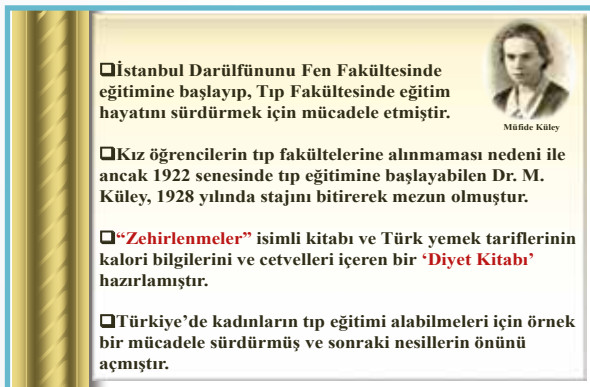 ❑İstanbul Darülfünunu Fen Fakültesinde
eğitimine başlayıp, Tıp Fakültesinde eğitim
hayatını sürdürmek için mücadele etmiştir.
Müfide Küley
❑Kız öğrencilerin tıp fakültelerine alınmaması nedeni ile
ancak 1922 senesinde tıp eğitimine başlayabilen Dr. M.
Küley, 1928 yılında stajını bitirerek mezun olmuştur.
❑“Zehirlenmeler” isimli kitabı ve Türk yemek tariflerinin
kalori bilgilerini ve cetvelleri içeren bir ‘Diyet Kitabı’
hazırlamıştır.
❑Türkiye’de kadınların tıp eğitimi alabilmeleri için örnek
bir mücadele sürdürmüş ve sonraki nesillerin önünü
açmıştır.